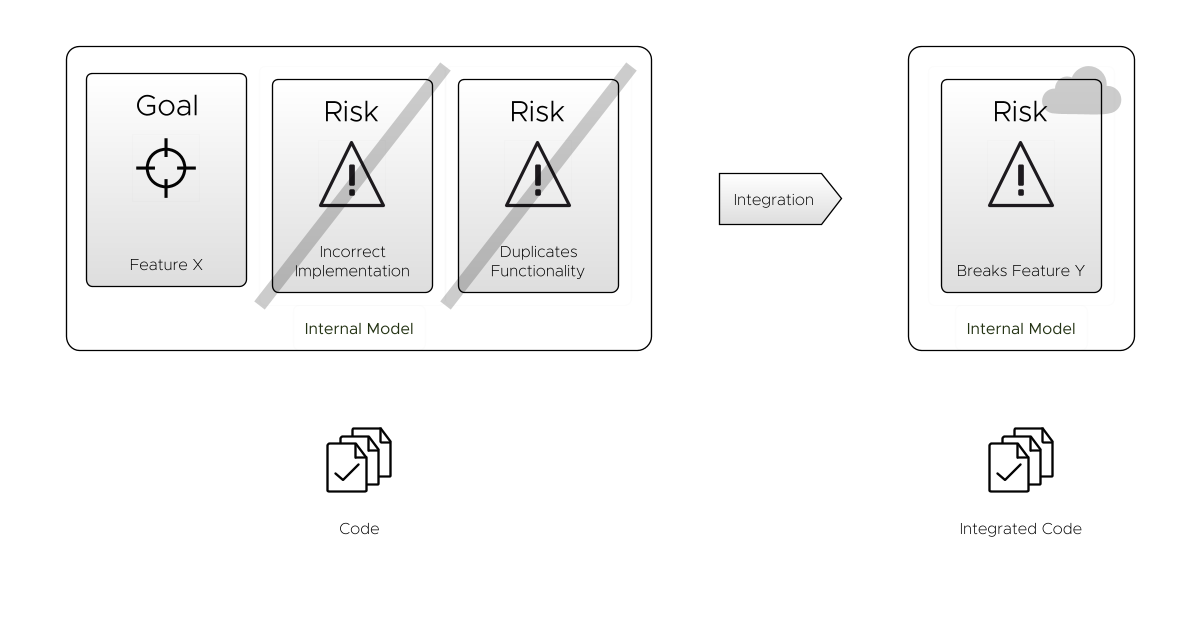 Goal
Feature X
Risk
Incorrect
Implementation
Risk
Duplicates
Functionality
Internal Model
Integration
Risk
Breaks Feature Y
Internal Model
Code
Integrated Code